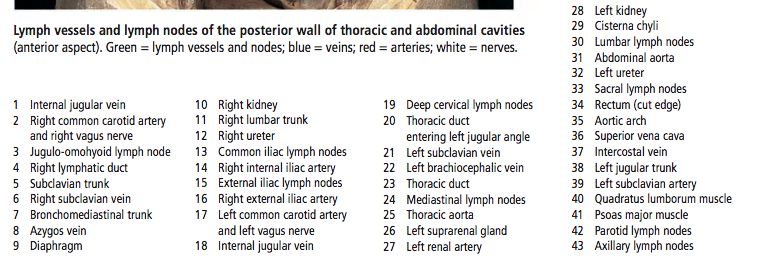 Lymph vessels and lymph nodes of the posterior wall of thoracic and abdominal cavities
(anterior aspect). Green = lymph vessels and nodes; blue = veins; red = arteries; white = nerves.
1 Internal jugular vein
2 Right common carotid artery
and right vagus nerve
3 Jugulo-omohyoid lymph node
4 Right lymphatic duct
5 Subclavian trunk
6 Right subclavian vein
7 Bronchomediastinal trunk
8 Azygos vein
9 Diaphragm
10 Right kidney
11 Right lumbar trunk
12 Right ureter
13 Common iliac lymph nodes
14 Right internal iliac artery
15 External iliac lymph nodes
16 Right external iliac artery
17 Left common carotid artery
and left vagus nerve
18 Internal jugular vein
19 Deep cervical lymph nodes
20 Thoracic duct
entering left jugular angle
21 Left subclavian vein
22 Left brachiocephalic vein
23 Thoracic duct
24 Mediastinal lymph nodes
25 Thoracic aorta
26 Left suprarenal gland
27 Left renal artery
28 Left kidney
29 Cisterna chyli
30 Lumbar lymph nodes
31 Abdominal aorta
32 Left ureter
33 Sacral lymph nodes
34 Rectum (cut edge)
35 Aortic arch
36 Superior vena cava
37 Intercostal vein
38 Left jugular trunk
39 Left subclavian artery
40 Quadratus lumborum muscle
41 Psoas major muscle
42 Parotid lymph nodes
43 Axillary lymph nodes